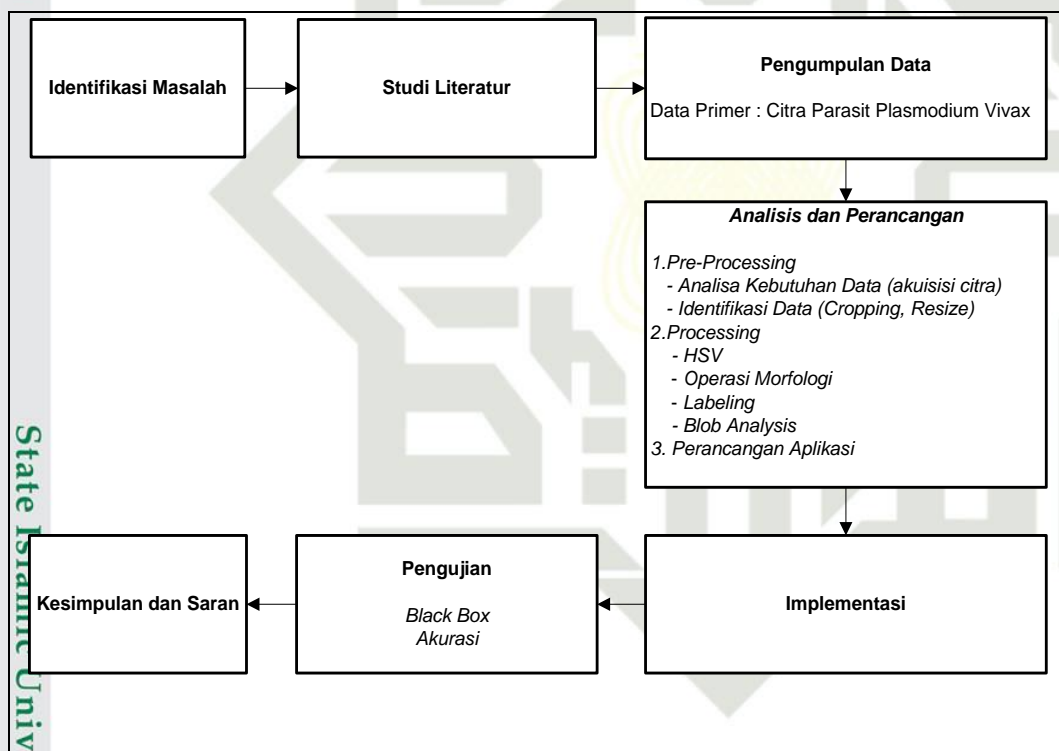 Identifikasi Masalah
Studi Literatur
Pengumpulan Data
Data Primer : Citra Parasit Plasmodium Vivax
Analisis dan Perancangan
1.Pre-Processing
- Analisa Kebutuhan Data (akuisisi citra)
- Identifikasi Data (Cropping, Resize)
2.Processing
- HSV
- Operasi Morfologi
- Labeling
- Blob Analysis
3. Perancangan Aplikasi
Implementasi
Pengujian
Black Box
Akurasi
Kesimpulan dan Saran
State Islamic Univ